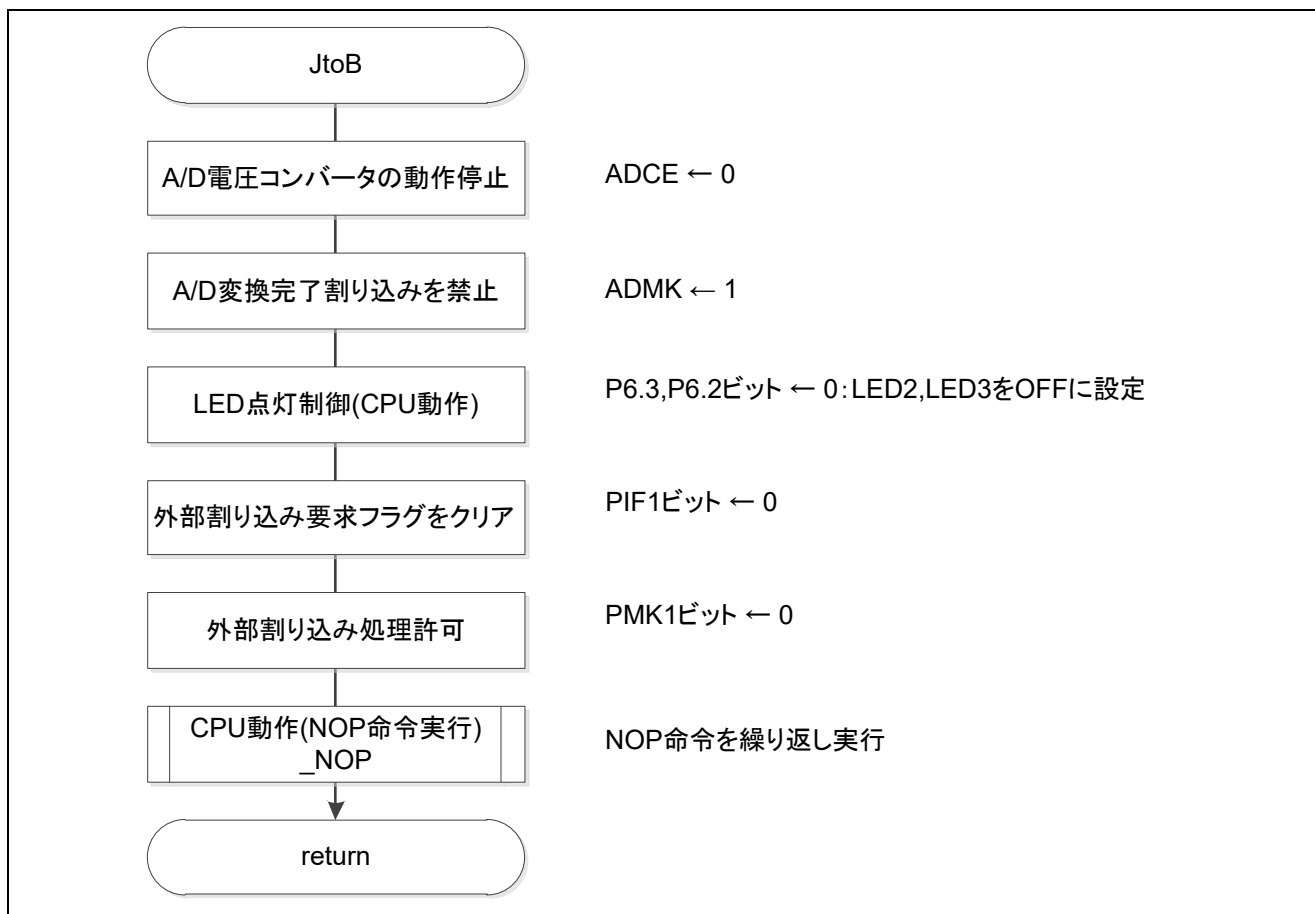 JtoB
A/D電圧コンバータの動作停止
ADCE ← 0
A/D変換完了割り込みを禁止
ADMK ← 1
LED点灯制御(CPU動作)
P6.3,P6.2ビット ← 0:LED2,LED3をOFFに設定
外部割り込み要求フラグをクリア
PIF1ビット ← 0
外部割り込み処理許可
PMK1ビット ← 0
CPU動作(NOP命令実行)
_NOP
NOP命令を繰り返し実行
return